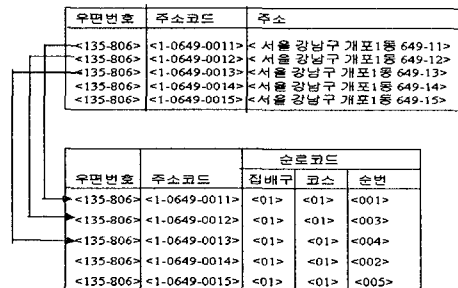 우편번호 주소코드 주소
<135-806> <1-0649-0011> < 서울 강남구 개포1동 649-11>
<135-806> <1-0649-0012> < 서울 강남구 개포1동 649-12>
<135-806> <1-0649-0013> < 서울 강남구 개포1동 649-13>
<135-806> <1-0649-0014> < 서울 강남구 개포1동 649-14>
<135-806> <1-0649-0015> < 서울 강남구 개포1동 649-15>
순로코드
우편번호 주소코드 집배구 코스 순번
<135-806> <1-0649-0011> <01> <01> <001>
<135-806> <1-0649-0012> <01> <01> <003>
<135-806> <1-0649-0013> <01> <01> <004>
<135-806> <1-0649-0014> <01> <01> <002>
<135-806> <1-0649-0015> <01> <01> <005>